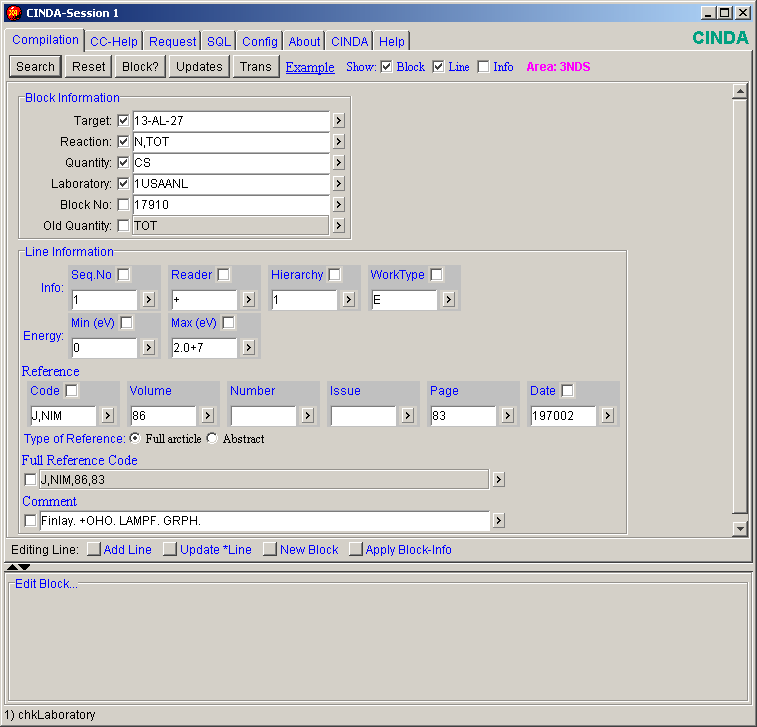 CINDA-Session 1
Compilation CC-Help Request SQL Config About CINDA Help CINDA
Search Reset Block? Updates Trans Example Show: Block Line Info Area: 3NDS
Block Information
Target: 13-AL-27 >
Reaction: N,TOT >
Quantity: CS >
Laboratory: 1USAANL >
Block No: 17910 >
Old Quantity: TOT >
Line Information
Seq.No Reader Hierarchy WorkType
Info: 1 > + > 1 > E >
Min (eV) Max (eV)
Energy: 0 > 2.0+7 >
Reference
Code Volume Number Issue Page Date
J,NIM > 86 > > > 83 > 197002 >
Type of Reference: Full arcticle Abstract
Full Reference Code
J,NIM,86,83 >
Comment
Finlay. +OHO. LAMPF. GRPH. >
Editing Line: Add Line Update *Line New Block Apply Block-Info
Edit Block...
1) chkLaboratory